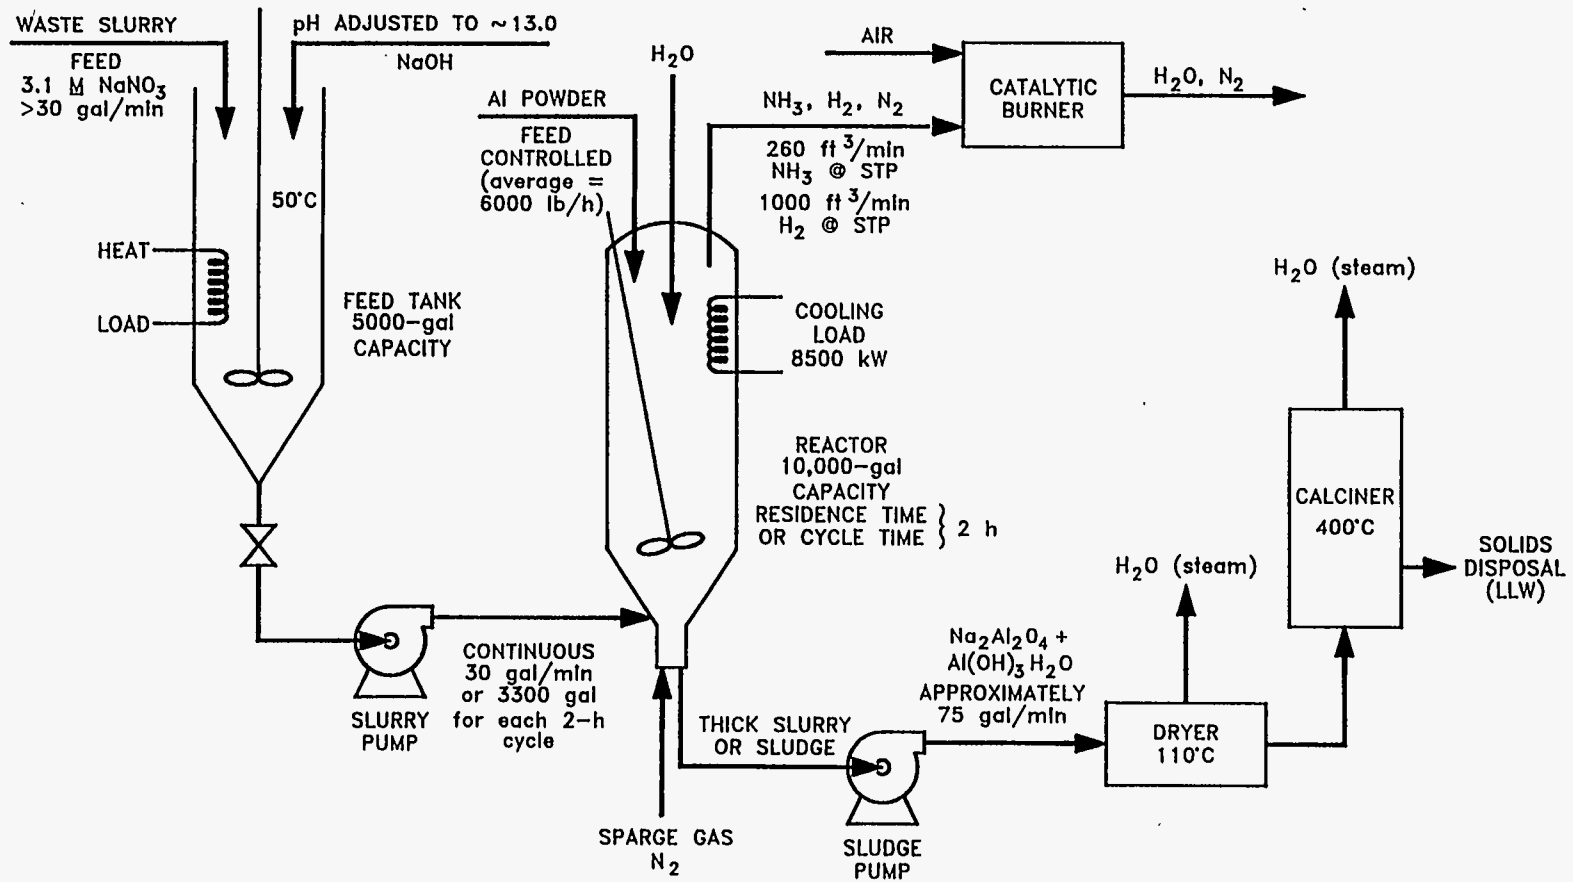 WASTE SLURRY
FEED
3.1 M NaNO3
>30 gal/min
pH ADJUSTED TO ~13.0
NaOH
50°C
HEAT
LOAD
FEED TANK
5000-gal
CAPACITY
Al POWDER
FEED
CONTROLLED
(average =
6000 lb/h)
H2O
AIR
NH3, H2, N2
260 ft3/min
NH3 @ STP
1000 ft3/min
H2 @ STP
CATALYTIC
BURNER
H2O, N2
COOLING
LOAD
8500 kW
REACTOR
10,000-gal
CAPACITY
RESIDENCE TIME
OR CYCLE TIME } 2 h
SLURRY
PUMP
CONTINUOUS
30 gal/min
or 3300 gal
for each 2-h
cycle
SPARGE GAS
N2
THICK SLURRY
OR SLUDGE
SLUDGE
PUMP
Na2Al2O4 +
Al(OH)3 H2O
APPROXIMATELY
75 gal/min
H2O (steam)
DRYER
110°C
H2O (steam)
CALCINER
400°C
SOLIDS
DISPOSAL
(LLW)